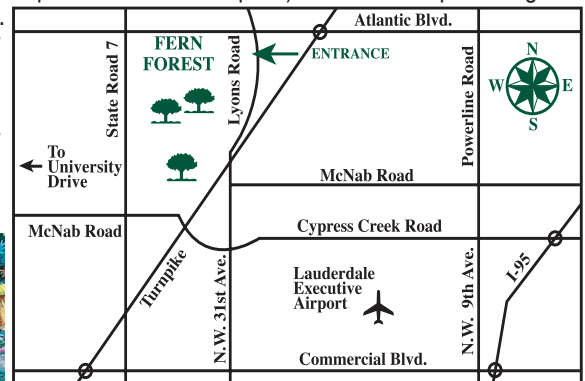 Atlantic Blvd.
FERN
FOREST
ENTRANCE
State Road 7
Lyons Road
Powerline Road
N
W
E
S
To
University
Drive
McNab Road
McNab Road
Cypress Creek Road
Turnpike
N.W. 31st Ave.
Lauderdale
Executive
Airport
N.W. 9th Ave.
I-95
Commercial Blvd.